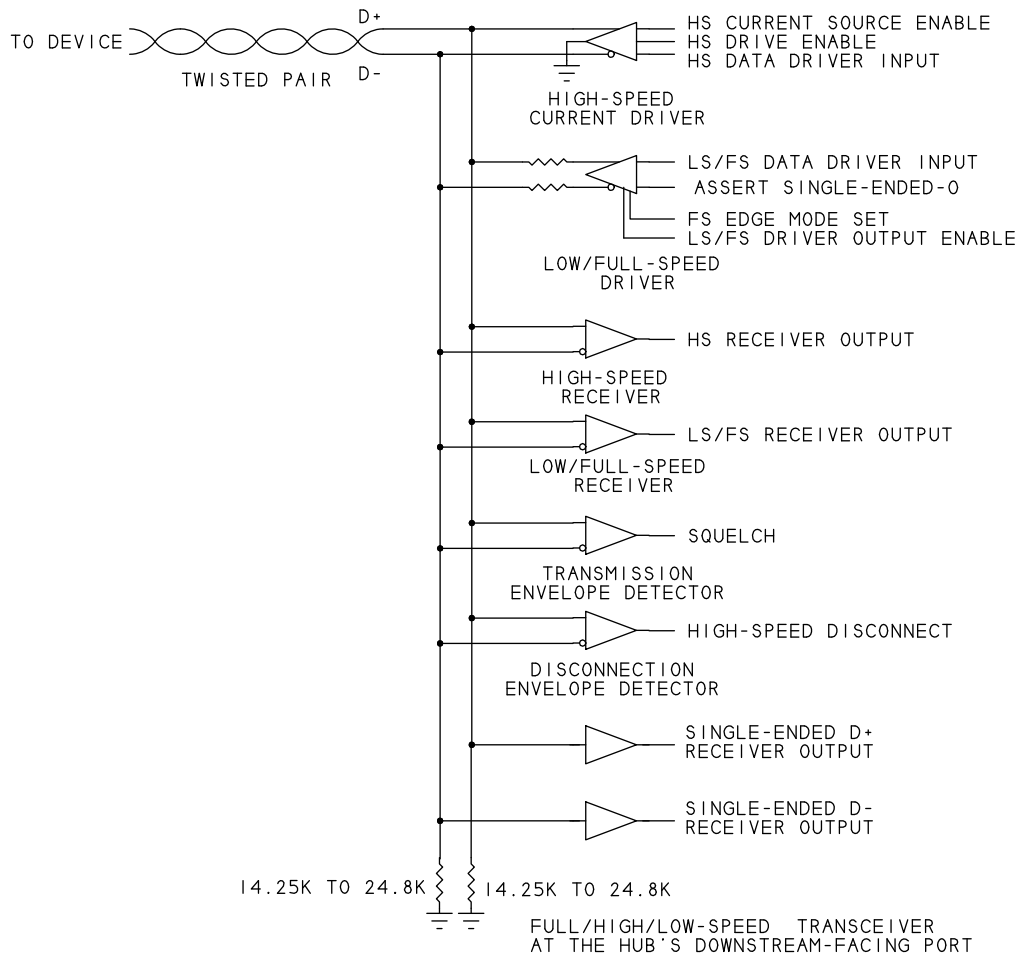 D+
TO DEVICE
TWISTED PAIR
D-
HS CURRENT SOURCE ENABLE
HS DRIVE ENABLE
HS DATA DRIVER INPUT
HIGH-SPEED
CURRENT DRIVER
LS/FS DATA DRIVER INPUT
ASSERT SINGLE-ENDED-0
FS EDGE MODE SET
LS/FS DRIVER OUTPUT ENABLE
LOW/FULL-SPEED
DRIVER
HS RECEIVER OUTPUT
HIGH-SPEED
RECEIVER
LS/FS RECEIVER OUTPUT
LOW/FULL-SPEED
RECEIVER
SQUELCH
TRANSMISSION
ENVELOPE DETECTOR
HIGH-SPEED DISCONNECT
DISCONNECTION
ENVELOPE DETECTOR
SINGLE-ENDED D+
RECEIVER OUTPUT
SINGLE-ENDED D-
RECEIVER OUTPUT
14.25K TO 24.8K
14.25K TO 24.8K
FULL/HIGH/LOW-SPEED TRANSCEIVER
AT THE HUB'S DOWNSTREAM-FACING PORT